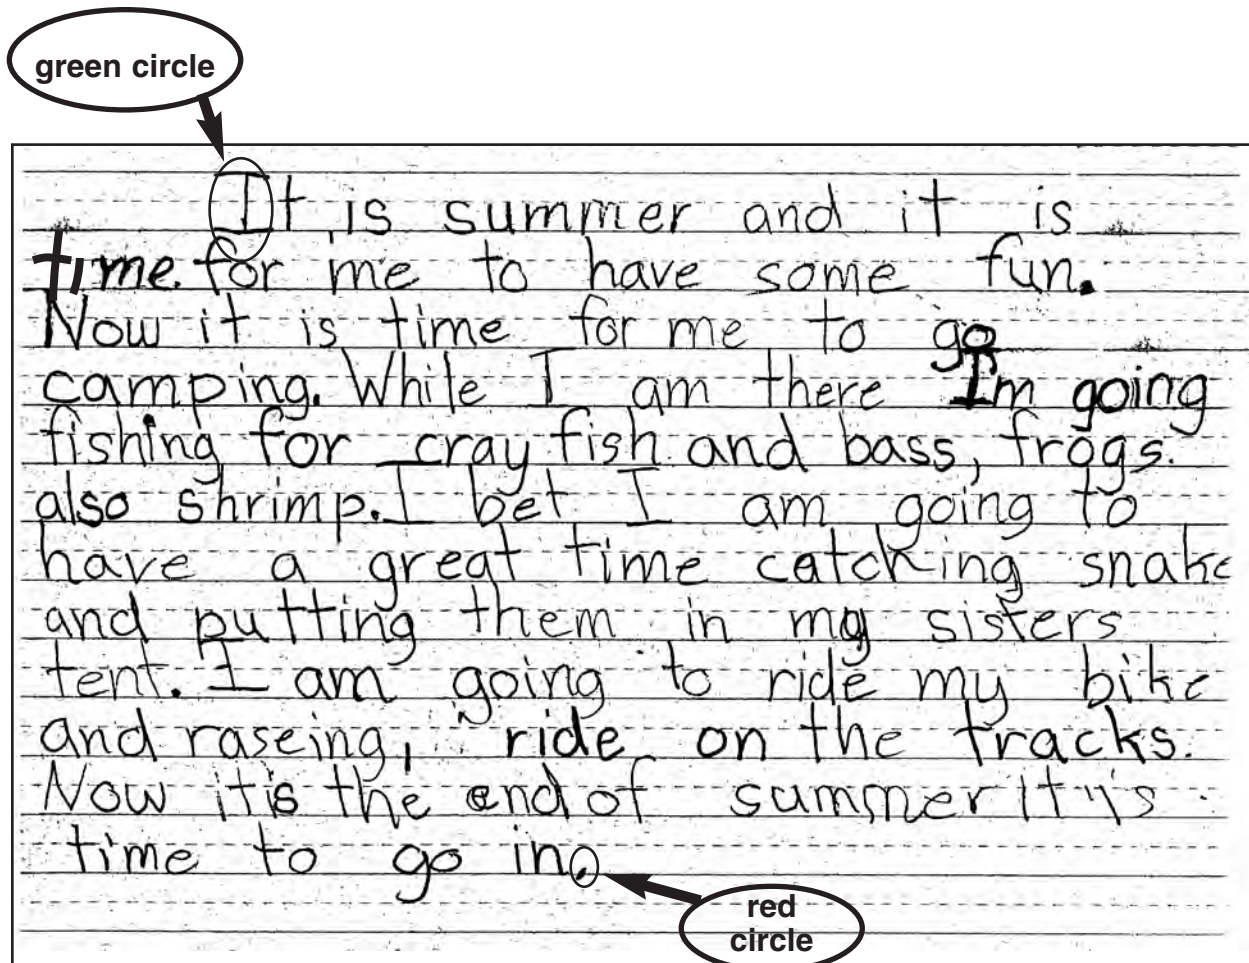 green circle
It is summer and it is
time for me to have some fun.
Now it is time for me to go
camping. While I am there Im going
fishing for cray fish and bass, frogs.
also shrimp. I bet I am going to
have a great time catching snake
and putting them in my sisters
tent. I am going to ride my bike
and raseing, ride on the tracks.
Now it is the end of summer It is
time to go in.
red
circle